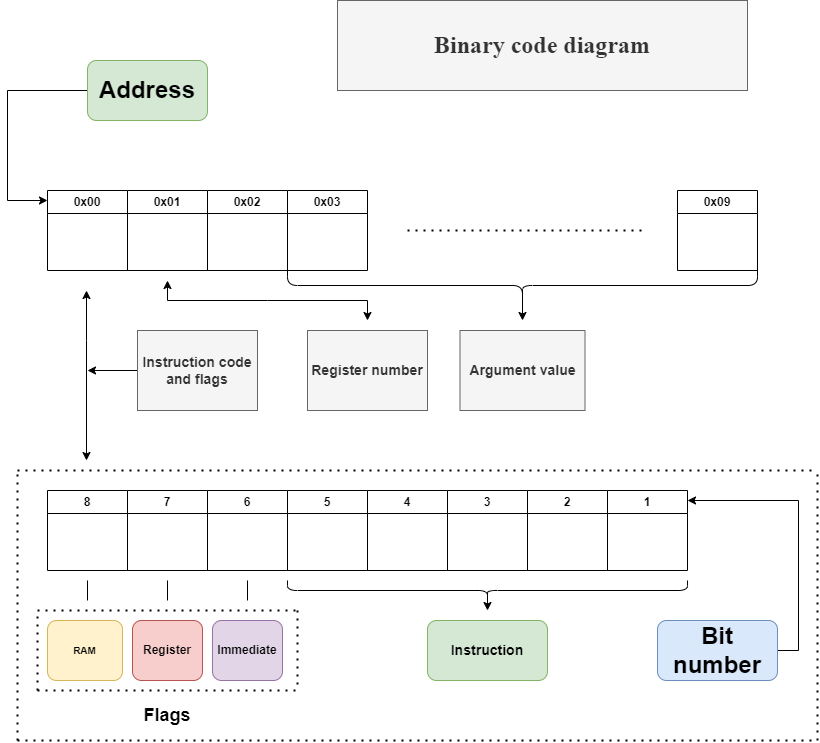 Binary code diagram
Address
0x00 0x01 0x02 0x03 0x09
Instruction code
and flags
Register number
Argument value
8 7 6 5 4 3 2 1
RAM
Register
Immediate
Instruction
Bit
number
Flags